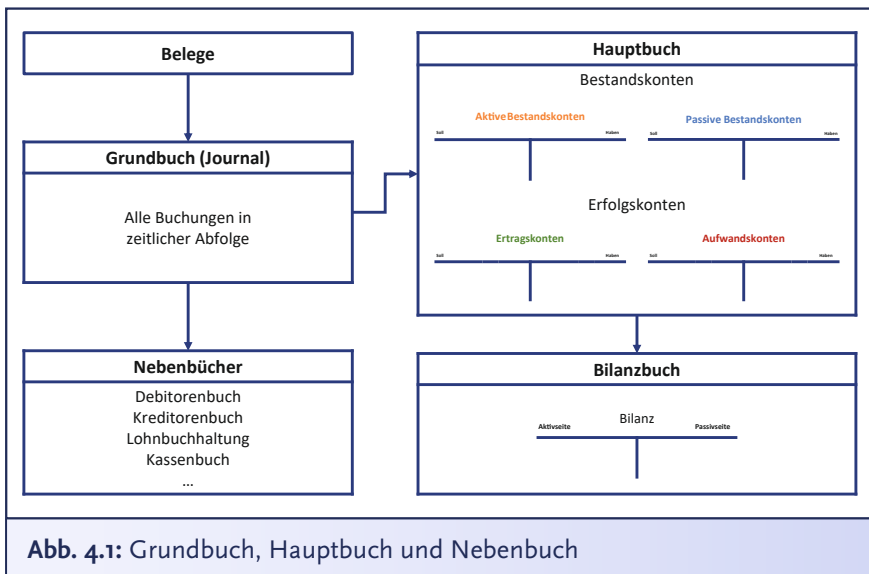 Belege
Grundbuch (Journal)
Alle Buchungen in
zeitlicher Abfolge
Nebenbücher
Debitorenbuch
Kreditorenbuch
Lohnbuchhaltung
Kassenbuch
...
Hauptbuch
Bestandskonten
Aktive Bestandskonten
Soll Haben
Passive Bestandskonten
Soll Haben
Erfolgskonten
Ertragskonten
Soll Haben
Aufwandskonten
Soll Haben
Bilanzbuch
Bilanz
Aktivseite Passivseite
Abb. 4.1: Grundbuch, Hauptbuch und Nebenbuch